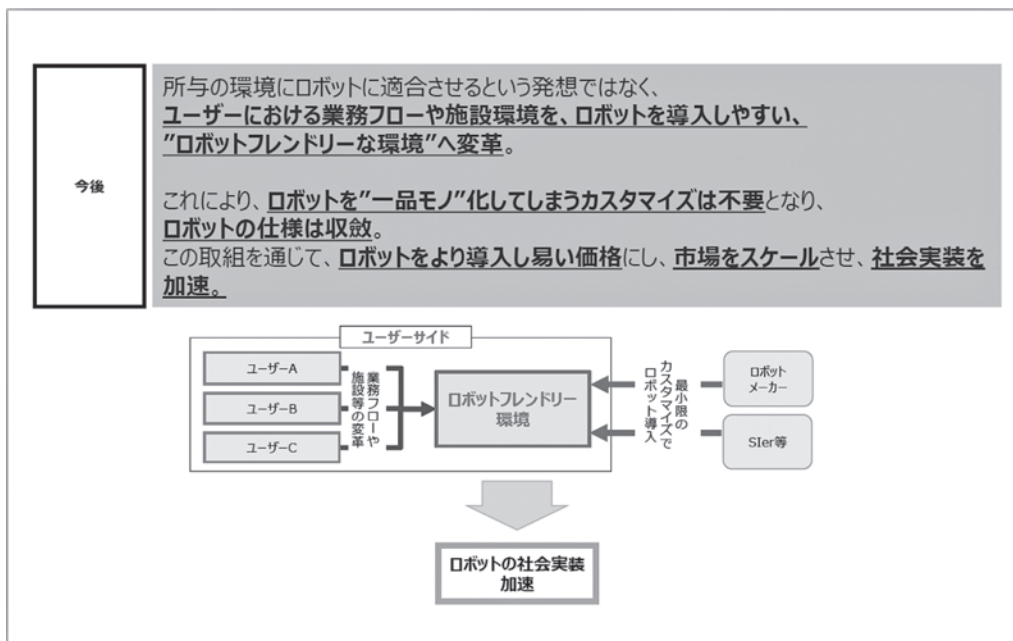 今後
所与の環境にロボットに適合させるという発想ではなく、
ユーザーにおける業務フローや施設環境を、ロボットを導入しやすい、
”ロボットフレンドリーな環境”へ変革。
これにより、ロボットを”一品モノ”化してしまうカスタマイズは不要となり、
ロボットの仕様は収斂。
この取組を通じて、ロボットをより導入し易い価格にし、市場をスケールさせ、社会実装を
加速。
ユーザーサイド
ユーザーA
ユーザーB
ユーザーC
業務フローや
施設等の変革
ロボットフレンドリー
環境
最小限の
カスタマイズで
ロボット導入
ロボット
メーカー
SIer等
ロボットの社会実装
加速